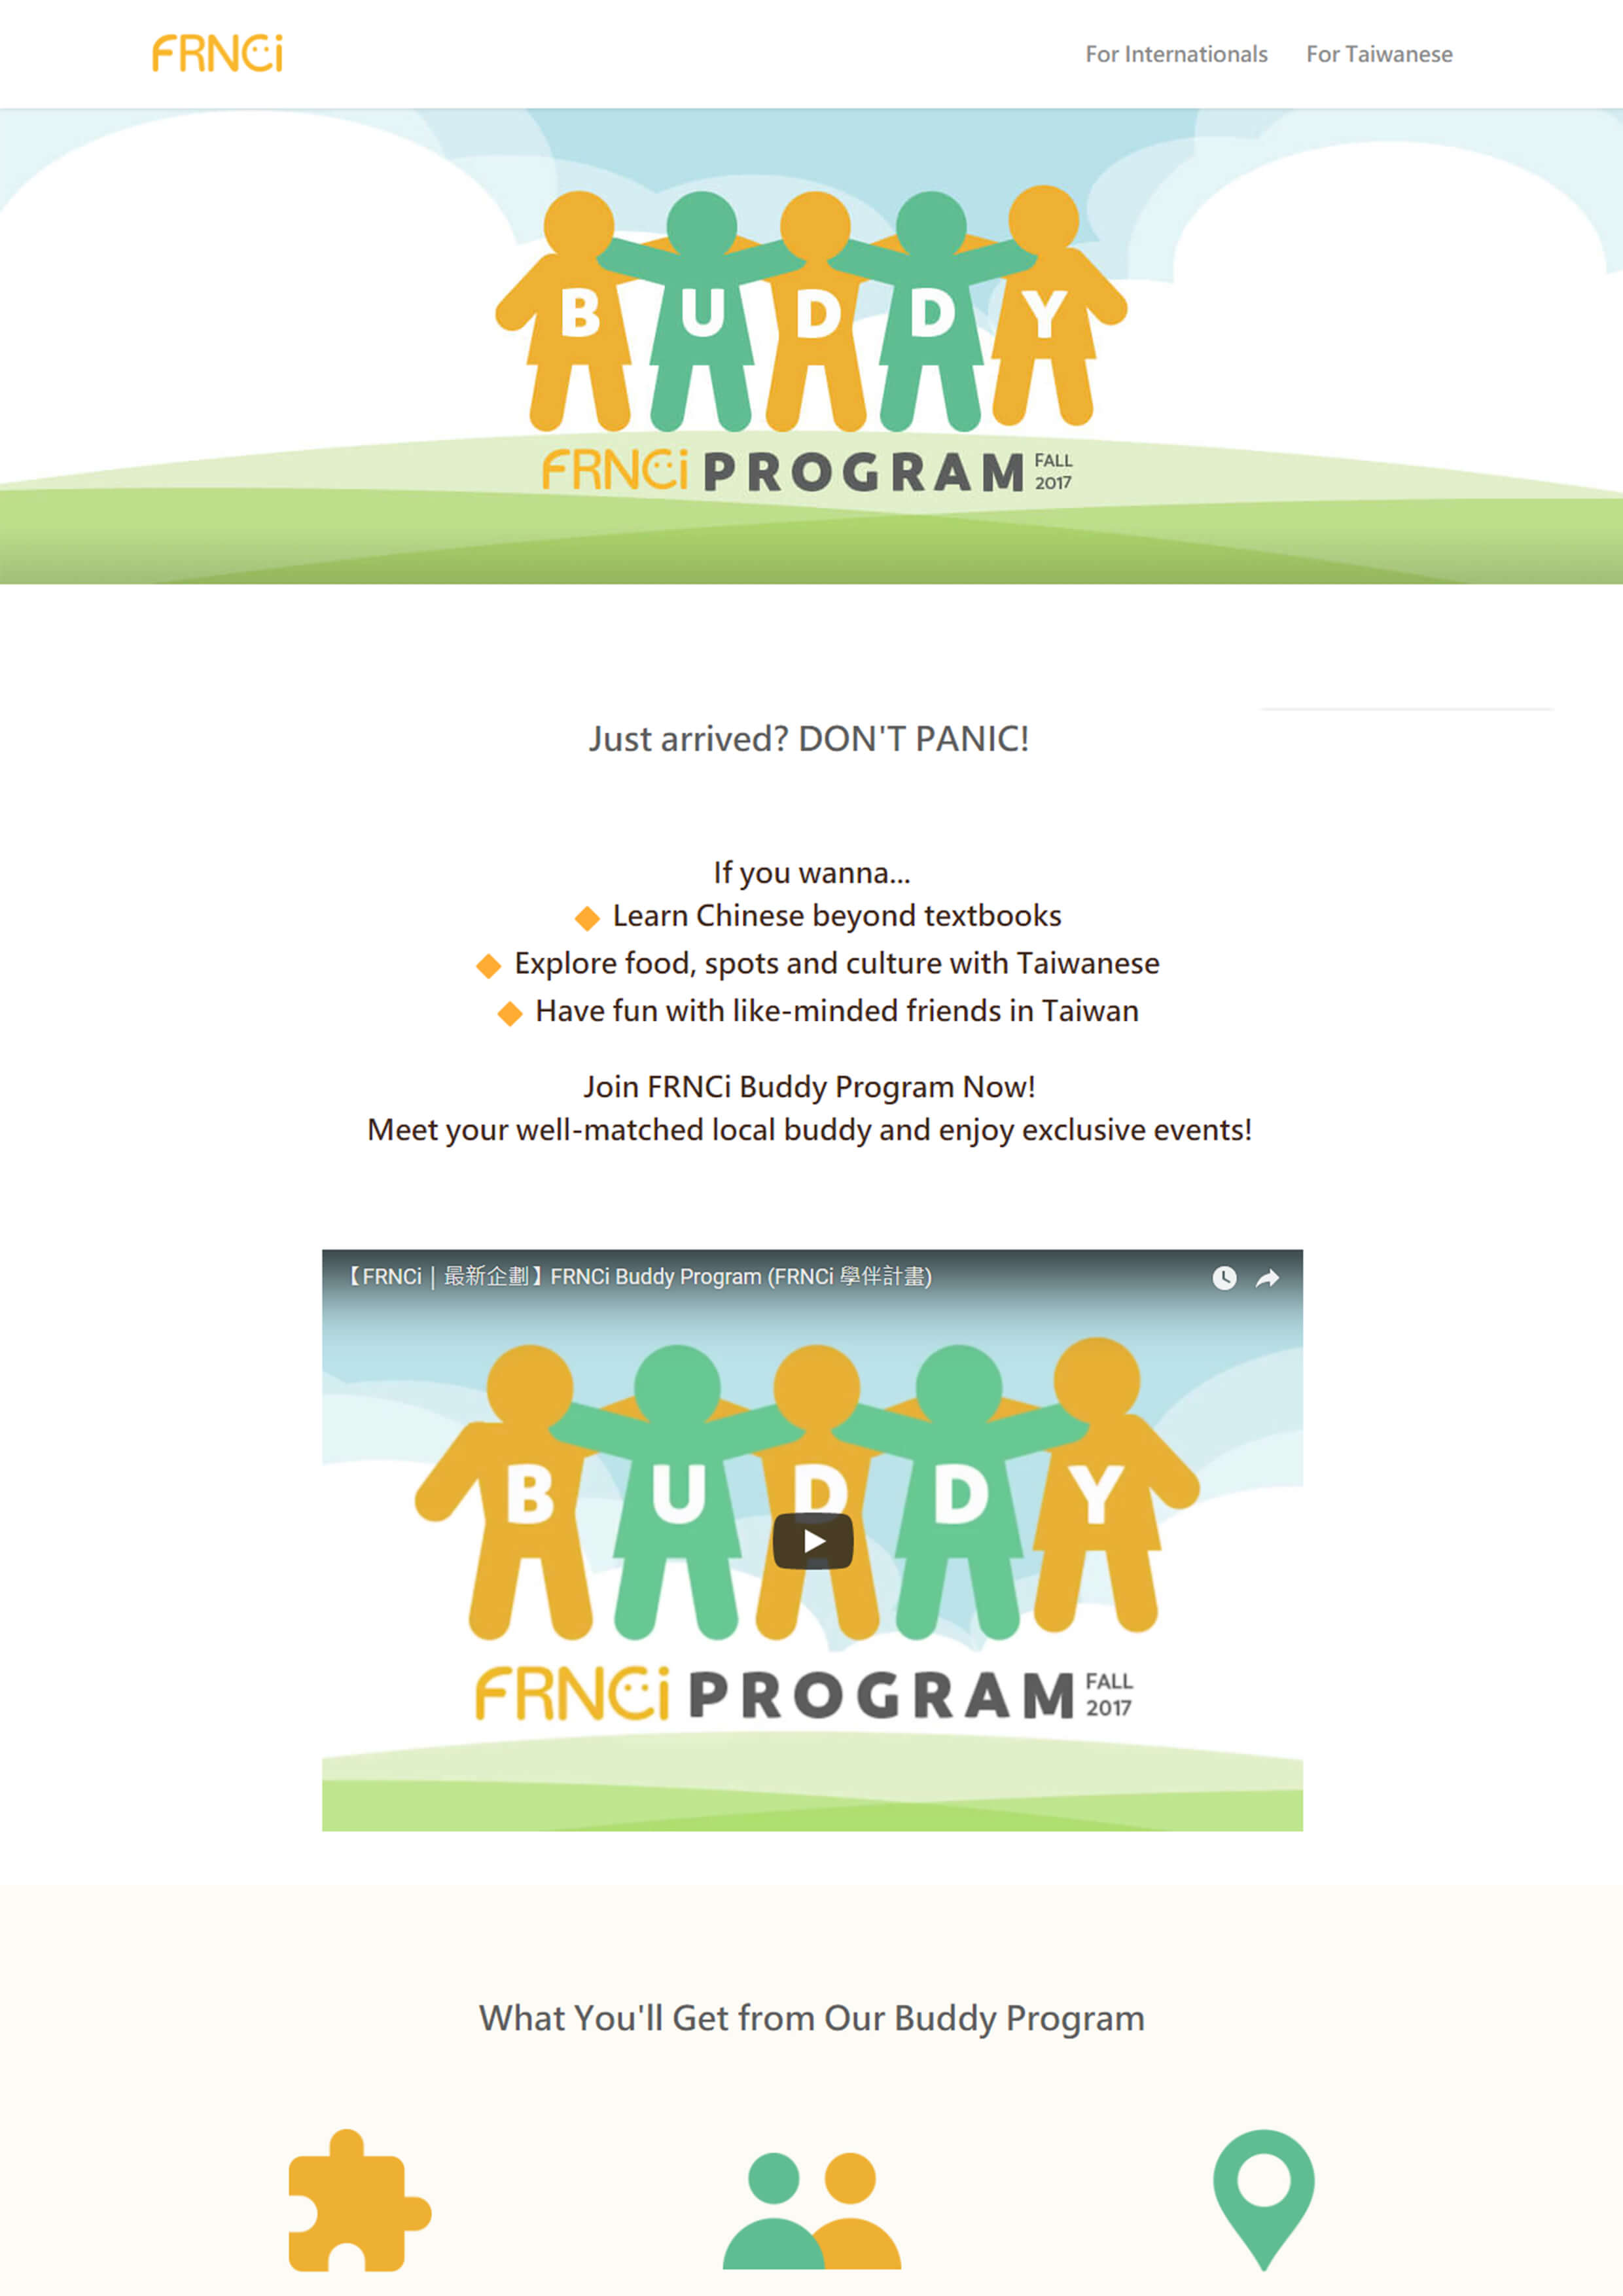 FRNCi
For Internationals
For Taiwanese
BUDDY
FRNCi PROGRAM FALL 2017
Just arrived? DON'T PANIC!
If you wanna...
Learn Chinese beyond textbooks
Explore food, spots and culture with Taiwanese
Have fun with like-minded friends in Taiwan
Join FRNCi Buddy Program Now!
Meet your well-matched local buddy and enjoy exclusive events!
【FRNCi｜最新企劃】FRNCi Buddy Program (FRNCi 學伴計畫)
BUDDY
FRNCi PROGRAM FALL 2017
What You'll Get from Our Buddy Program